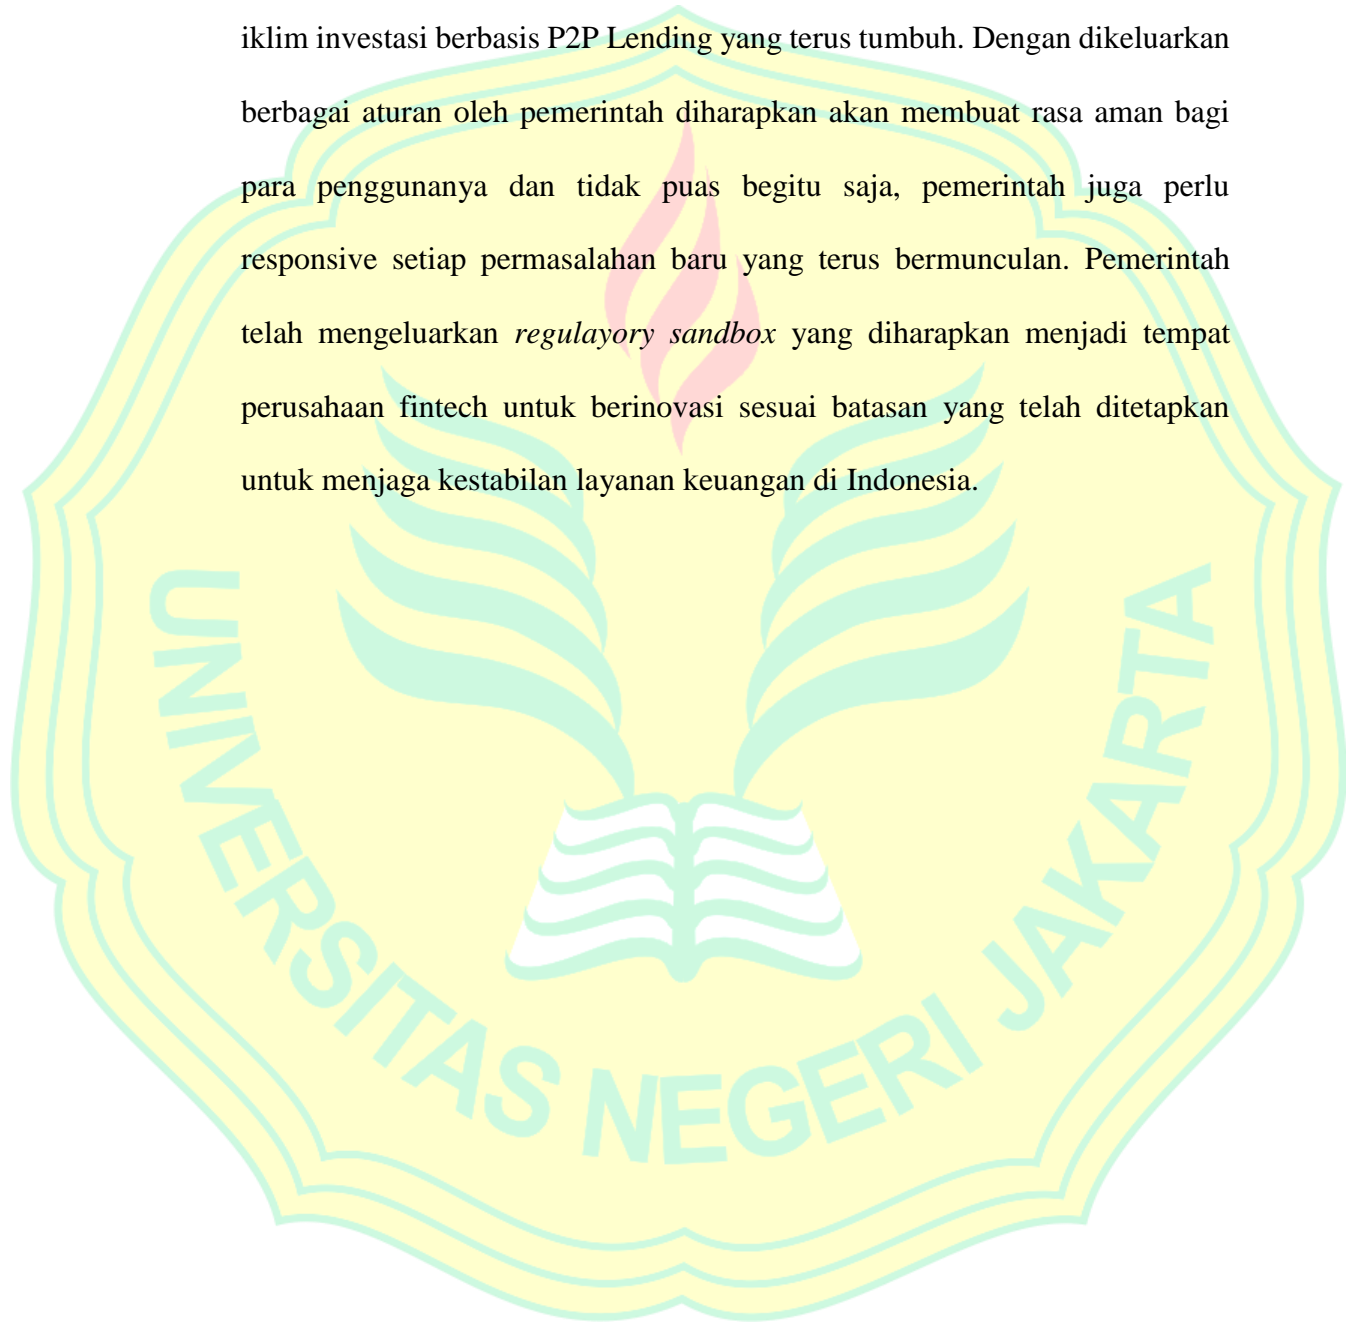 iklim investasi berbasis P2P Lending yang terus tumbuh. Dengan dikeluarkan
berbagai aturan oleh pemerintah diharapkan akan membuat rasa aman bagi
para penggunanya dan tidak puas begitu saja, pemerintah juga perlu
responsive setiap permasalahan baru yang terus bermunculan. Pemerintah
telah mengeluarkan regulayory sandbox yang diharapkan menjadi tempat
perusahaan fintech untuk berinovasi sesuai batasan yang telah ditetapkan
untuk menjaga kestabilan layanan keuangan di Indonesia.
UNIVERSITAS NEGERI JAKARTA